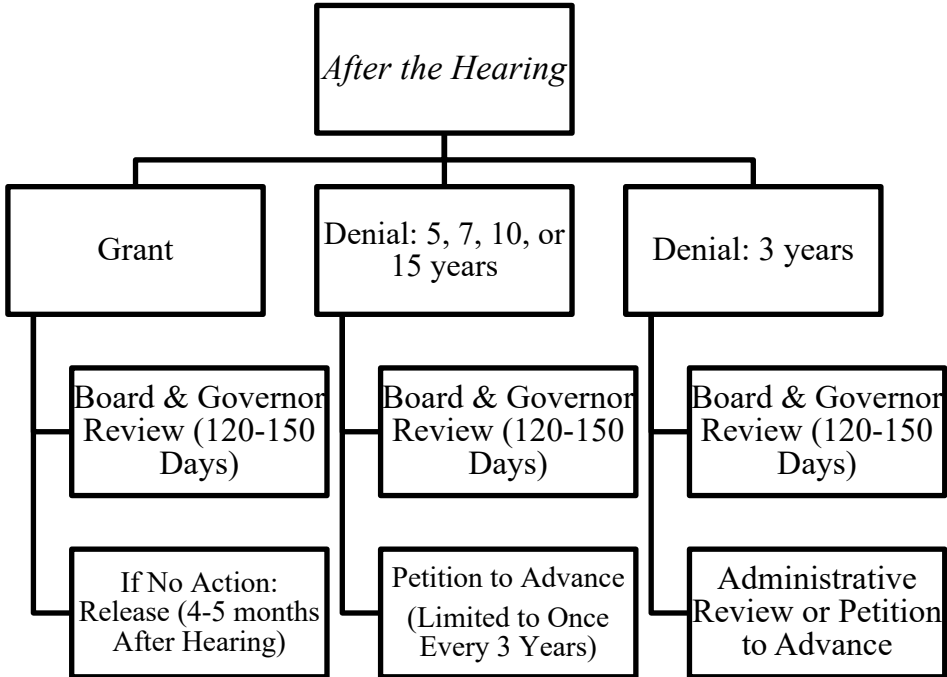 After the Hearing
Grant
Denial: 5, 7, 10, or
15 years
Denial: 3 years
Board & Governor
Review (120-150
Days)
Board & Governor
Review (120-150
Days)
Board & Governor
Review (120-150
Days)
If No Action:
Release (4-5 months
After Hearing)
Petition to Advance
(Limited to Once
Every 3 Years)
Administrative
Review or Petition
to Advance